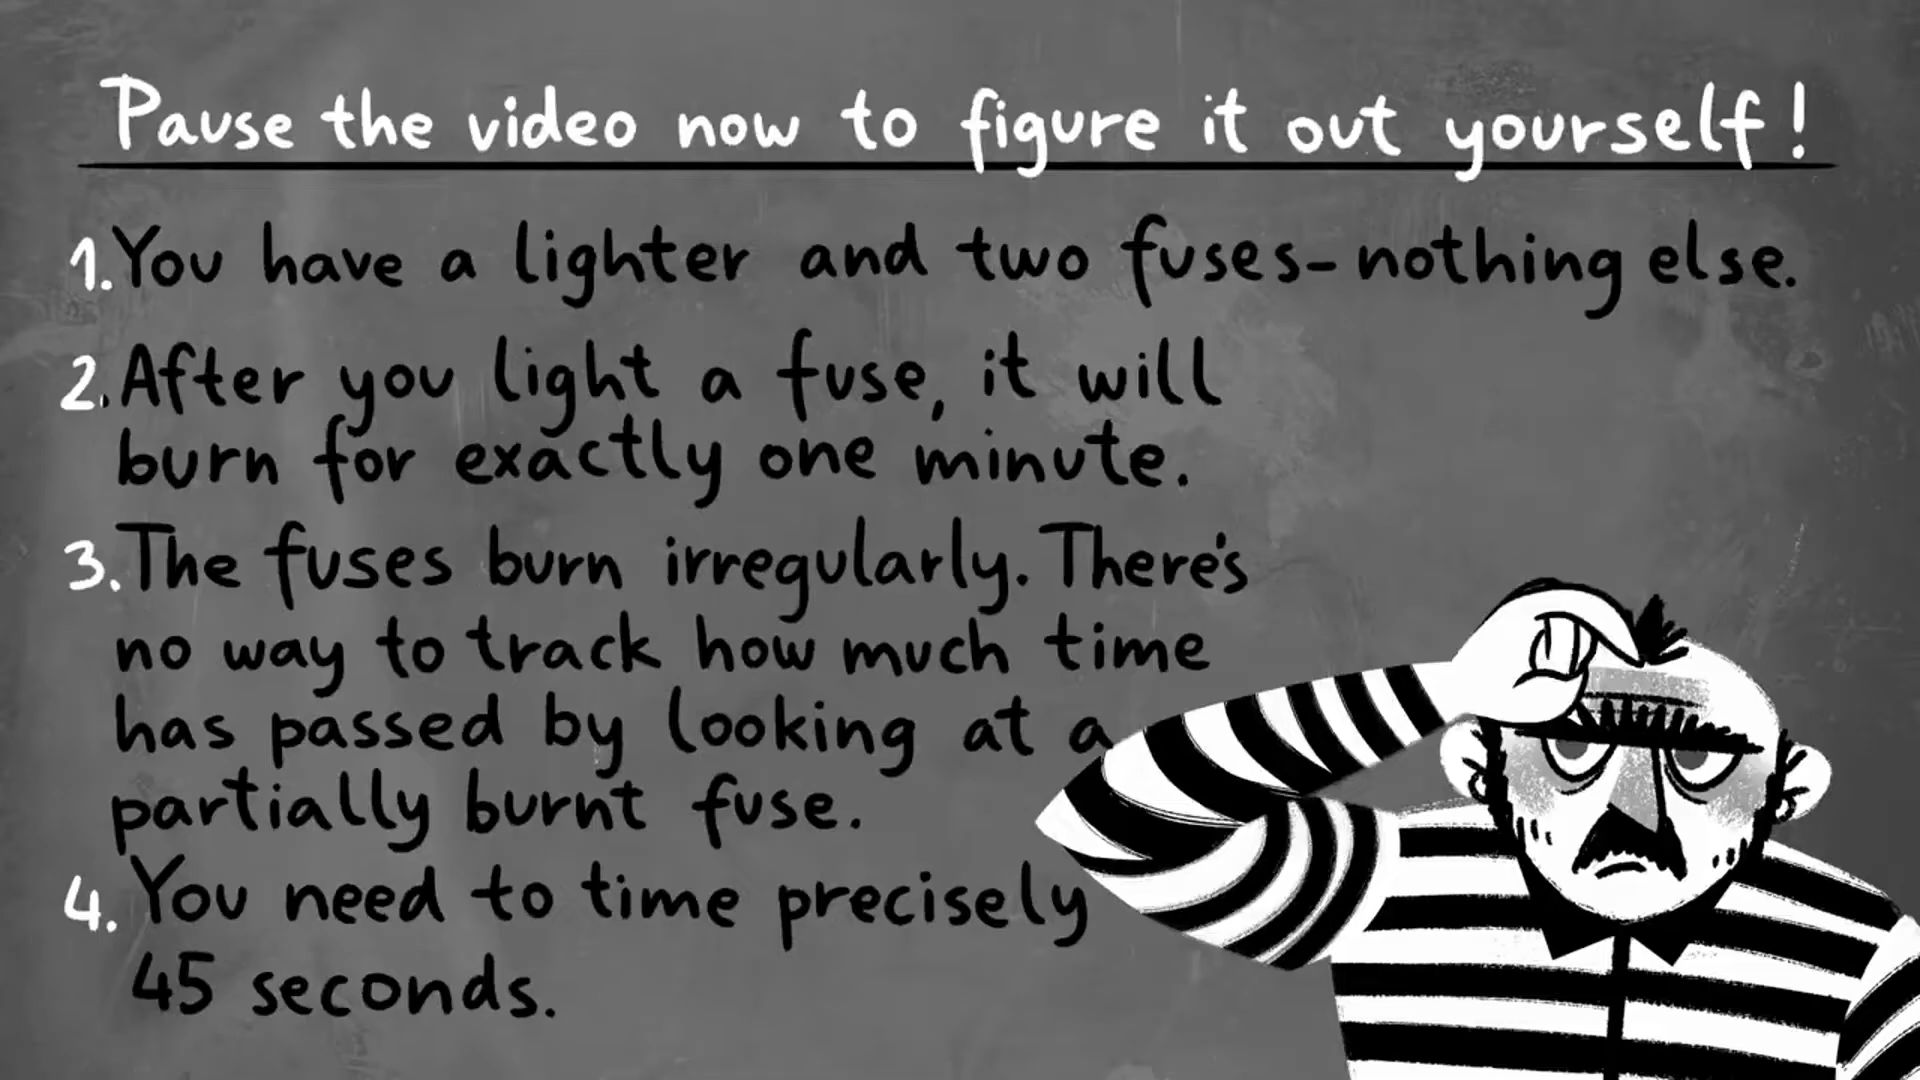 Pause the video now to figure it out yourself!
1. You have a lighter and two fuses-nothing else.
2. After you light a fuse, it will
burn for exactly one minute.
3. The fuses burn irregularly. There's
no way to track how much time
has passed by looking at a
partially burnt fuse.
4. You need to time precisely
45 seconds.